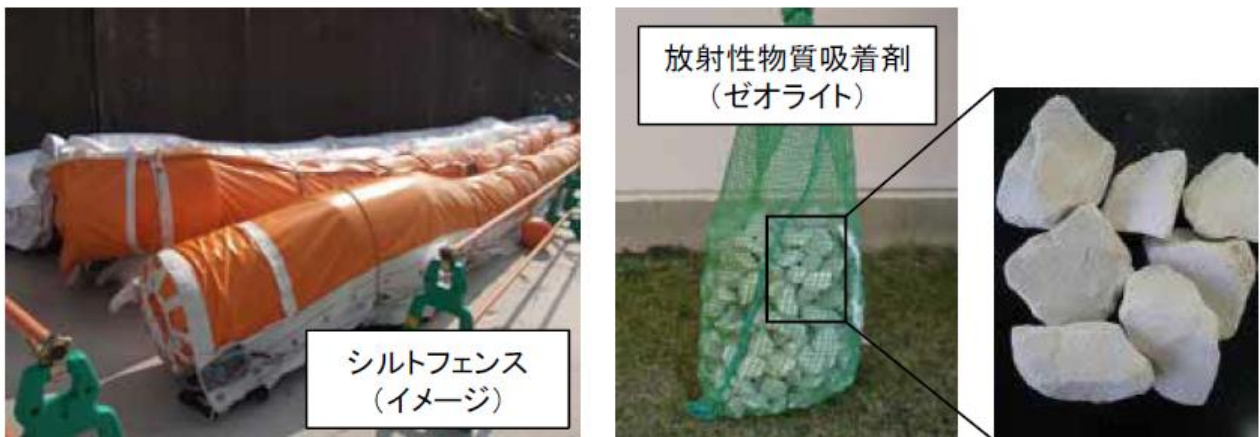 シルトフェンス
（イメージ）
放射性物質吸着剤
（ゼオライト）